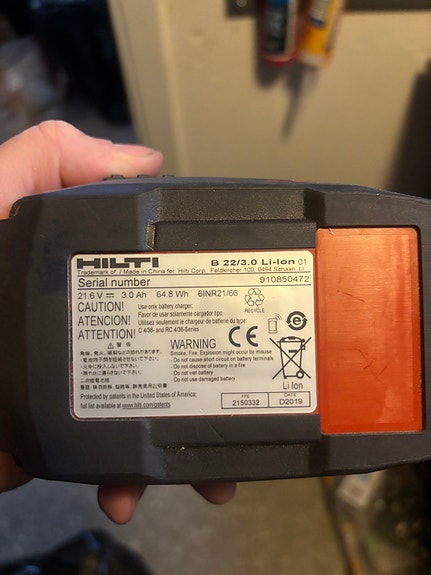 HILTI B 22/3.0 Li-Ion 01
Trademark of / Made in China for: Hilti Corp., Feldkircher 100, 9494 Schaan, LI
Serial number 910850472
21.6 V 3.0 Ah 64.8 Wh 6INR21/66
RECYCLE
CAUTION! Use only battery charger:
ATENCION! Favor de usar solamente cargador tipo:
ATTENTION! Utilisez seulement le chargeur de batterie du type:
C 4/36- and RC 4/36-Series
CE
警告
WARNING
Smoke, Fire, Explosion might occur by misuse
- Do not cause short circuit on battery terminals
- Do not dispose of battery in a fire
- Do not wet battery
- Do not use damaged battery
Li Ion
Protected by patents in the United States of America;
full list available at www.hilti.com/patents
PPE 2150332
DATE D2019